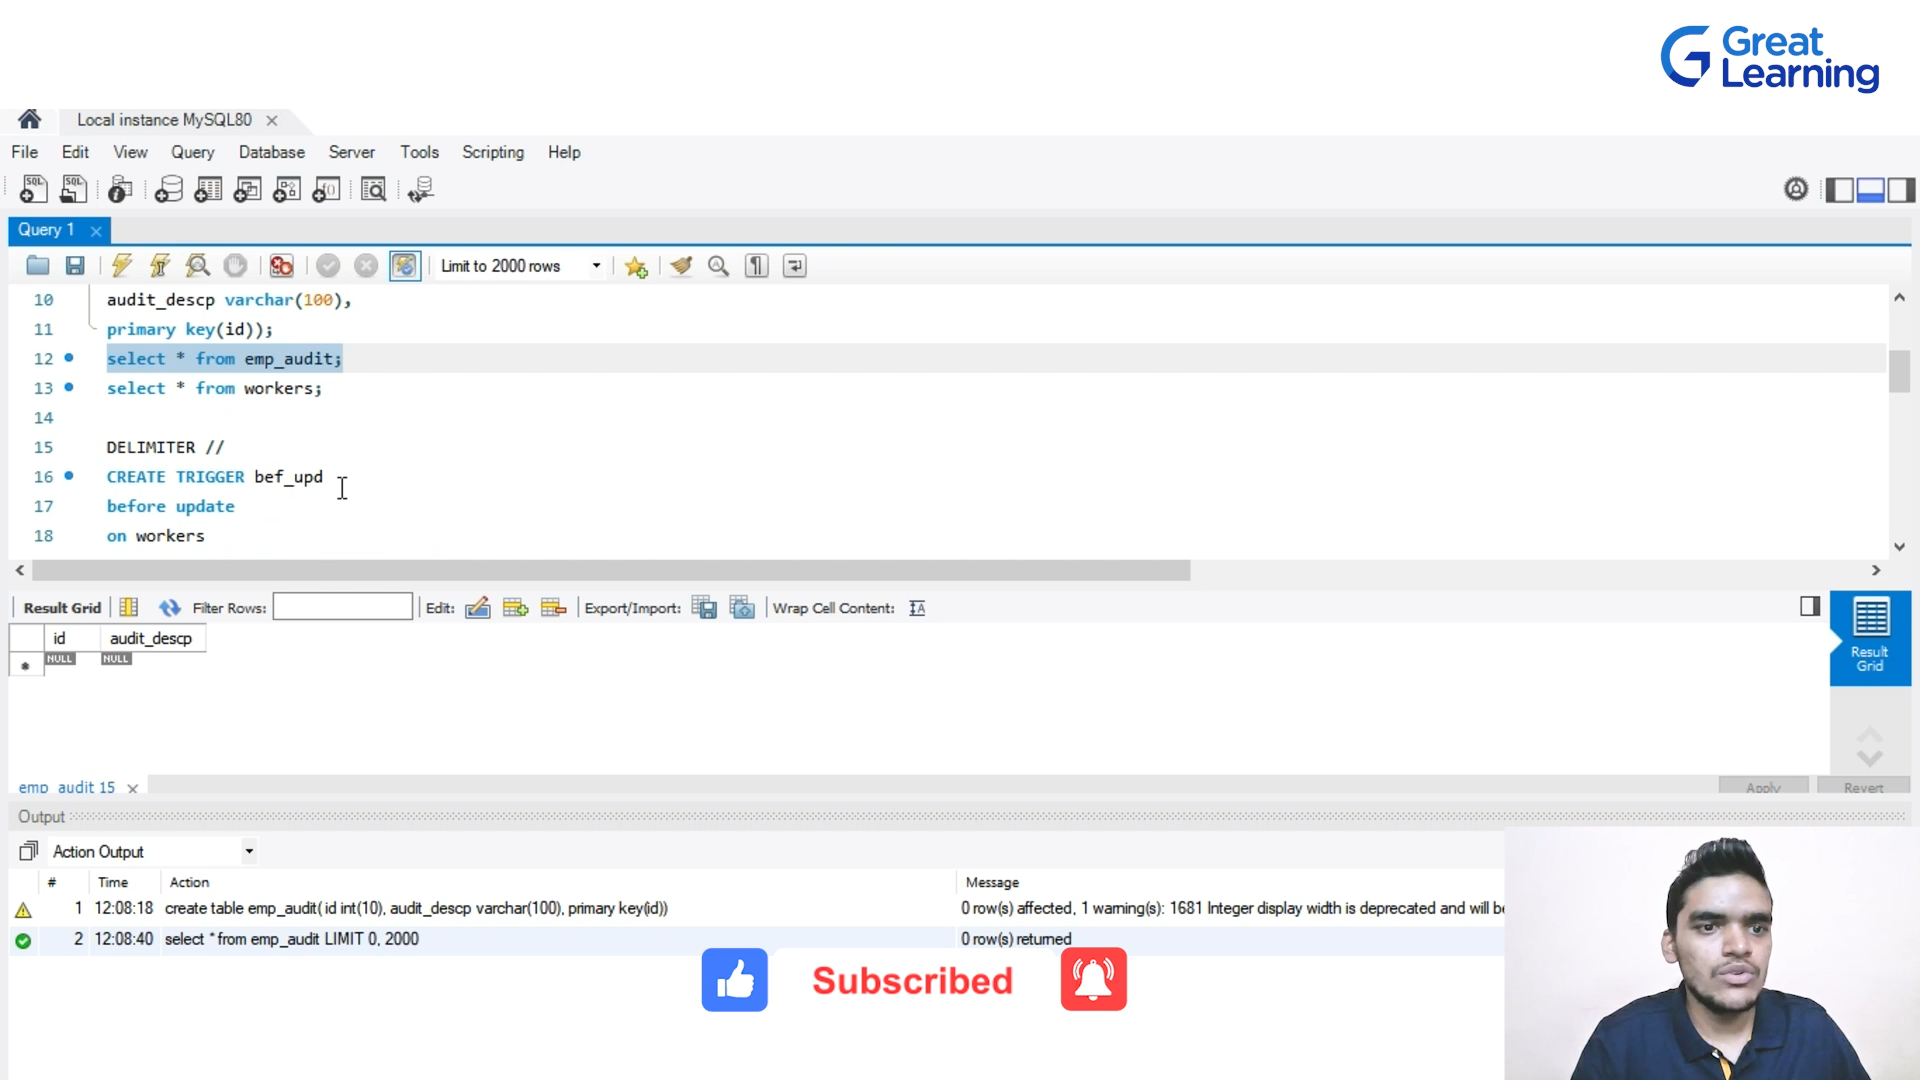 Great
Learning
Local instance MySQL80
File Edit View Query Database Server Tools Scripting Help
Query 1
Limit to 2000 rows
10 audit_descp varchar(100),
11 primary key(id));
12 select * from emp_audit;
13 select * from workers;
14
15 DELIMITER //
16 CREATE TRIGGER bef_upd
17 before update
18 on workers
Result Grid Filter Rows: Edit: Export/Import: Wrap Cell Content:
id audit_descp
NULL NULL
Result
Grid
emp_audit 15
Apply Revert
Output
Action Output
# Time Action Message
1 12:08:18 create table emp_audit( id int(10), audit_descp varchar(100), primary key(id)) 0 row(s) affected, 1 warning(s): 1681 Integer display width is deprecated and will be
2 12:08:40 select * from emp_audit LIMIT 0, 2000 0 row(s) returned
Subscribed